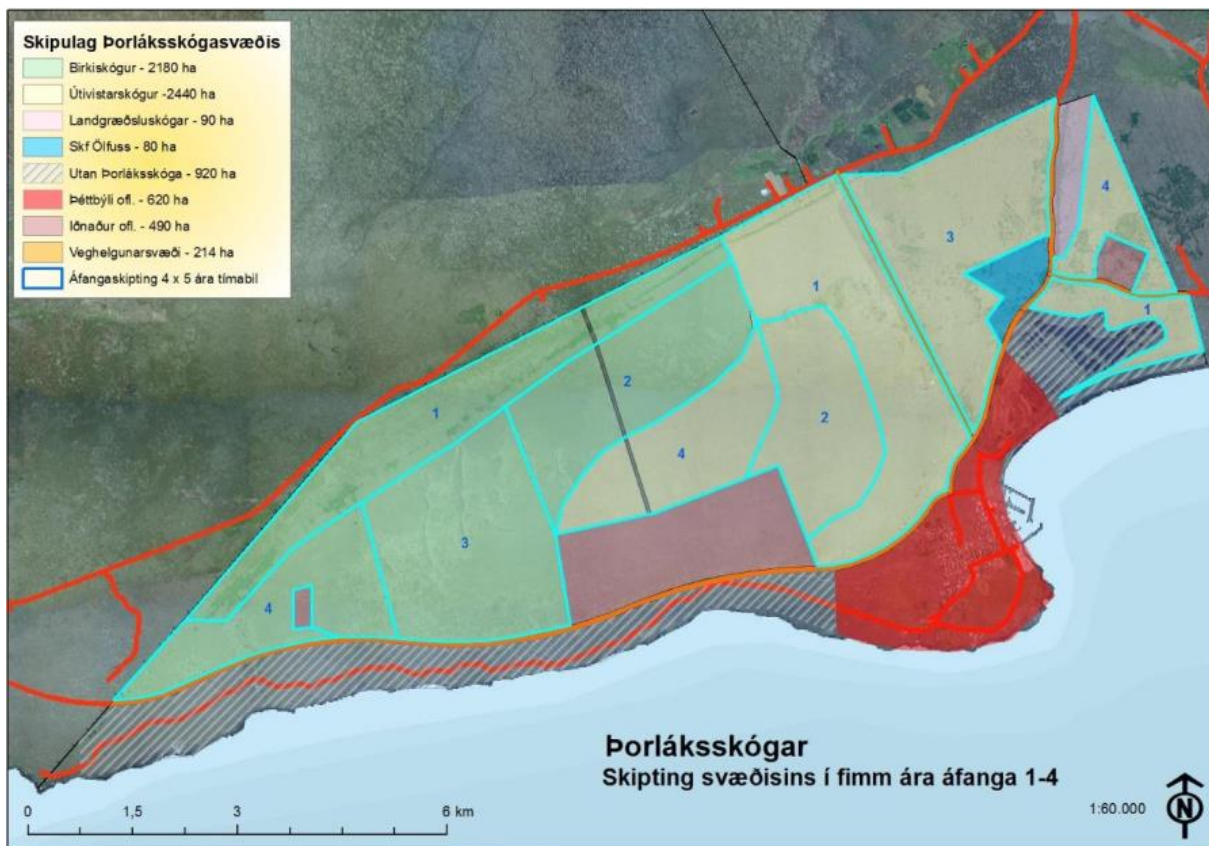 Skipulag Þorláksskógasvæðis
Birkiskógur - 2180 ha
Útivistarskógur -2440 ha
Landgræðsluskógar - 90 ha
Skf Ölfuss - 80 ha
Utan Þorláksskóga - 920 ha
Þéttbýli ofl. - 620 ha
Iðnaður ofl. - 490 ha
Veghelgunarsvæði - 214 ha
Áfangaskipting 4 x 5 ára tímabil
4
3
1
1
2
1
2
4
3
4
Þorláksskógar
Skipting svæðisins í fimm ára áfanga 1-4
0 1,5 3 6 km
1:60.000
N